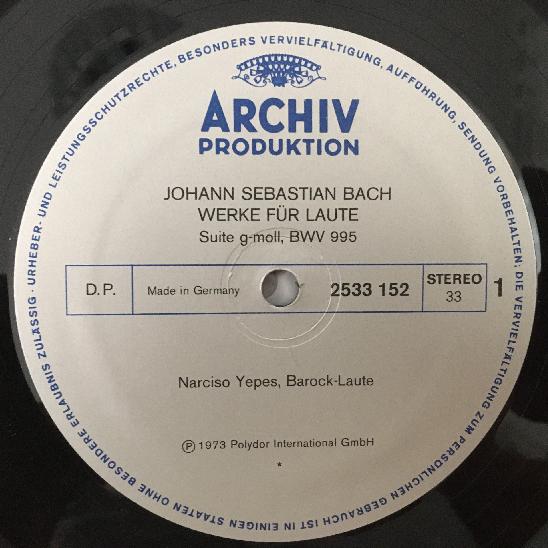 ARCHIV
PRODUKTION
JOHANN SEBASTIAN BACH
WERKE FÜR LAUTE
Suite g-moll, BWV 995
D.P.
Made in Germany
2533 152
STEREO
33
1
Narciso Yepes, Barock-Laute
Ⓟ 1973 Polydor International GmbH
*
URHEBER- UND LEISTUNGSSCHUTZRECHTE, BESONDERS VERVIELFÄLTIGUNG, AUFFÜHRUNG, SENDUNG VORBEHALTEN; DIE VERVIELFÄLTIGUNG ZUM PERSÖNLICHEN GEBRAUCH IST IN EINIGEN STAATEN OHNE BESONDERE ERLAUBNIS ZULÄSSIG ·